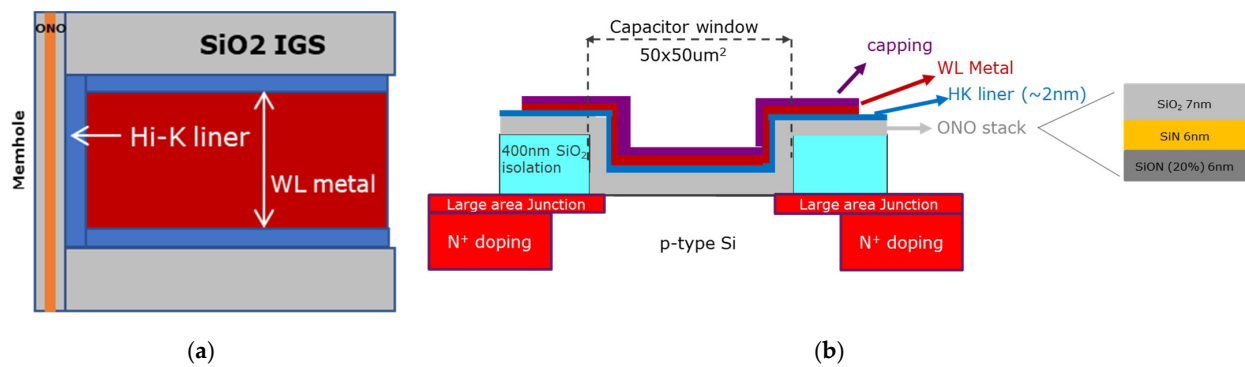 ONO
SiO2 IGS
Memhole
Hi-K liner
WL metal
(a)
Capacitor window
50x50um²
capping
WL Metal
HK liner (~2nm)
ONO stack
400nm SiO₂
isolation
Large area Junction
Large area Junction
N⁺ doping
p-type Si
N⁺ doping
SiO₂ 7nm
SiN 6nm
SiON (20%) 6nm
(b)